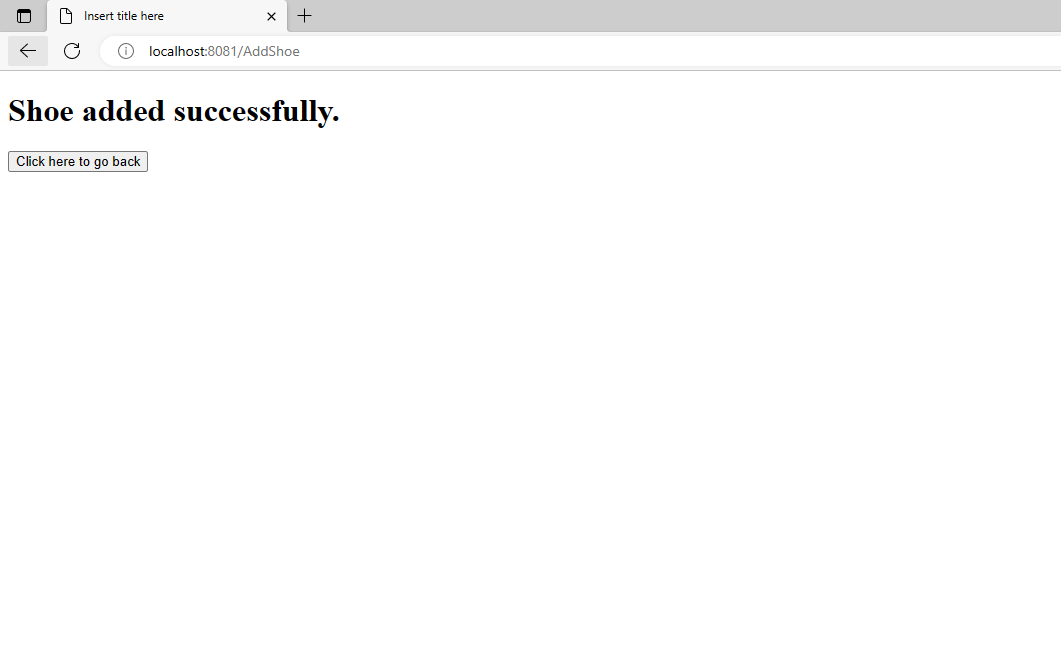 Insert title here
localhost:8081/AddShoe
Shoe added successfully.
Click here to go back